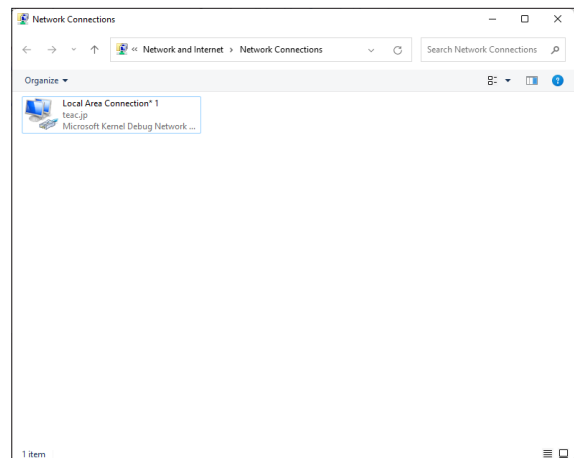 Network Connections
« Network and Internet › Network Connections
Search Network Connections
Organize
Local Area Connection* 1
teac.jp
Microsoft Kernel Debug Network ...
1 item